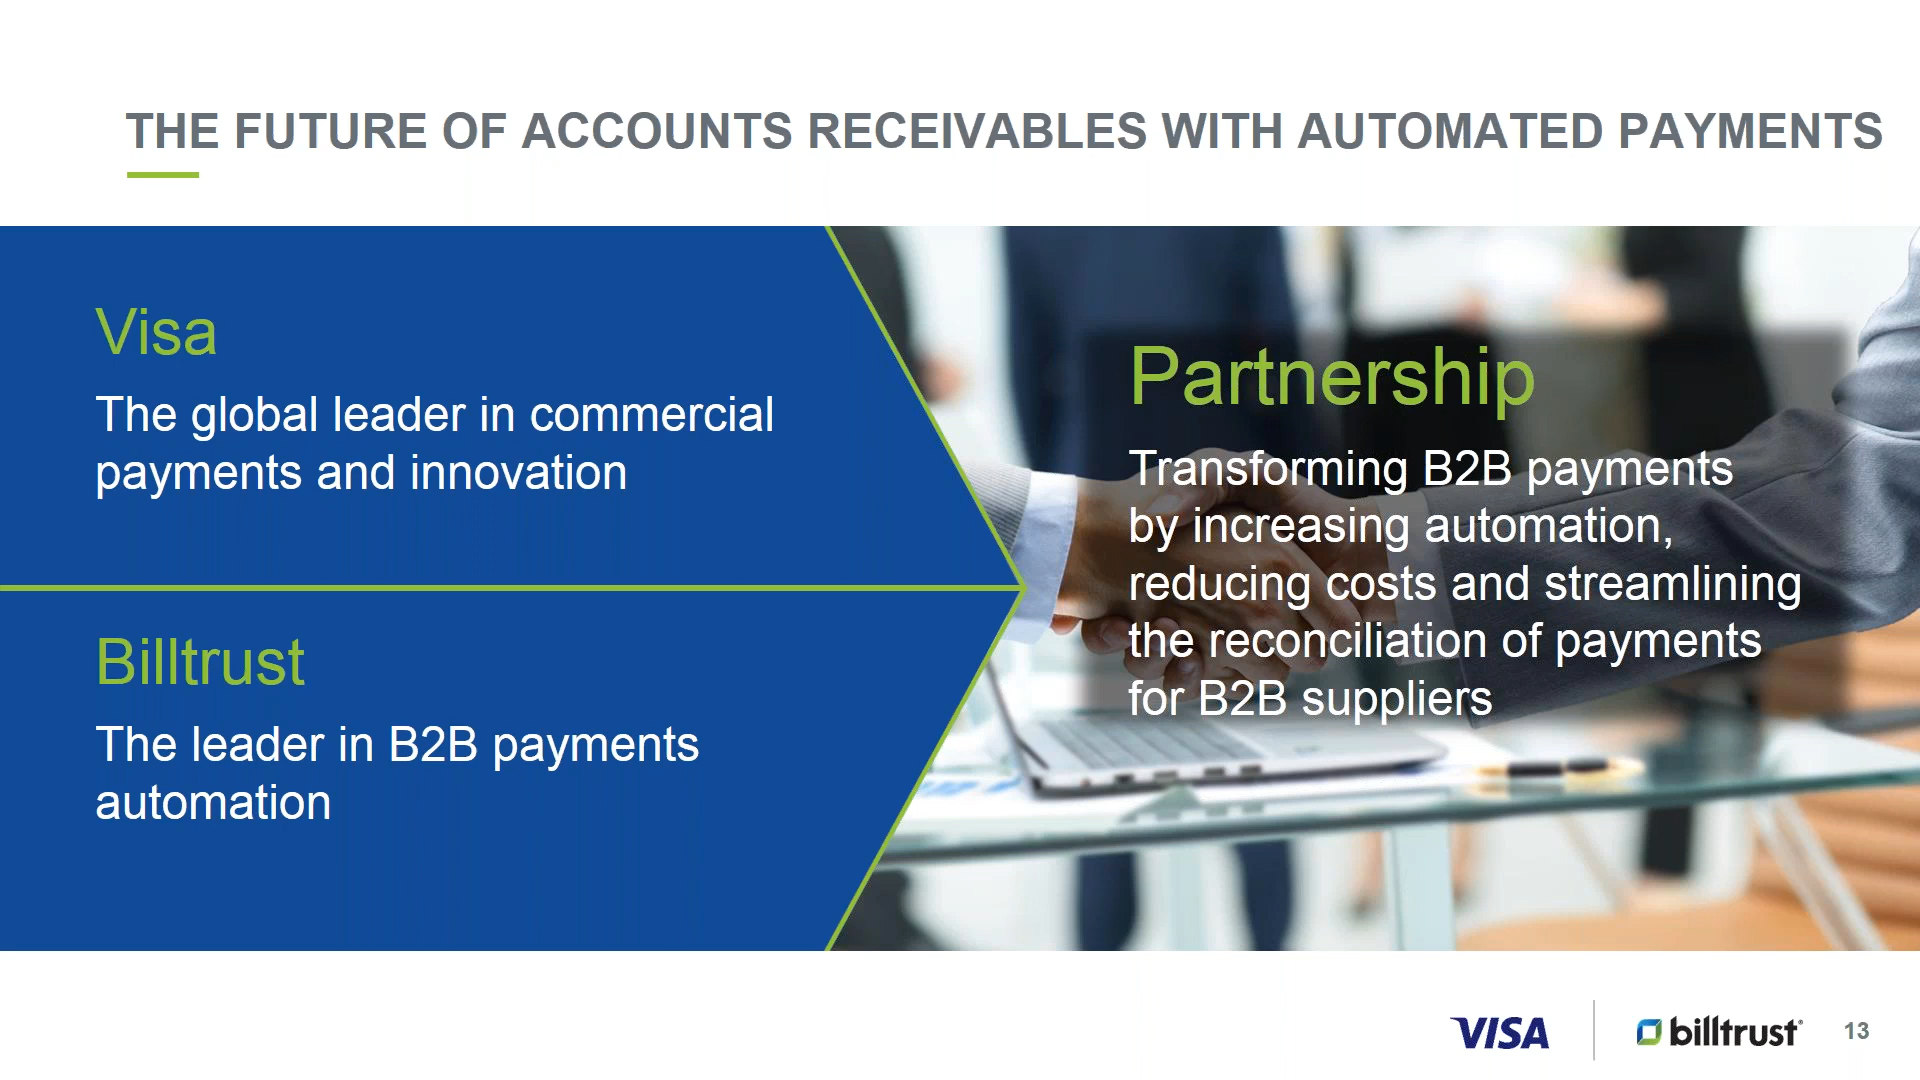 THE FUTURE OF ACCOUNTS RECEIVABLES WITH AUTOMATED PAYMENTS
Visa
The global leader in commercial
payments and innovation
Billtrust
The leader in B2B payments
automation
Partnership
Transforming B2B payments
by increasing automation,
reducing costs and streamlining
the reconciliation of payments
for B2B suppliers
VISA
billtrust®
13